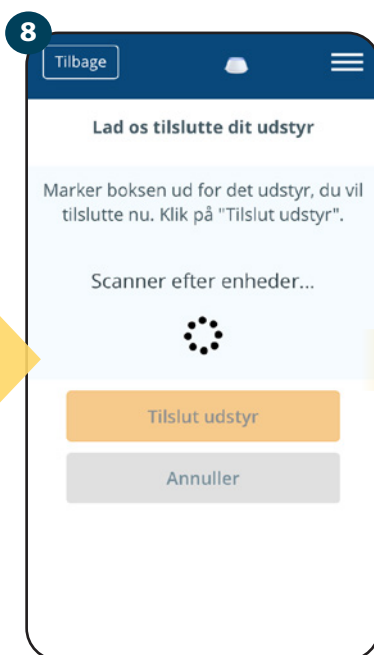 8
Tilbage
Lad os tilslutte dit udstyr
Marker boksen ud for det udstyr, du vil
tilslutte nu. Klik på "Tilslut udstyr".
Scanner efter enheder...
Tilslut udstyr
Annuller